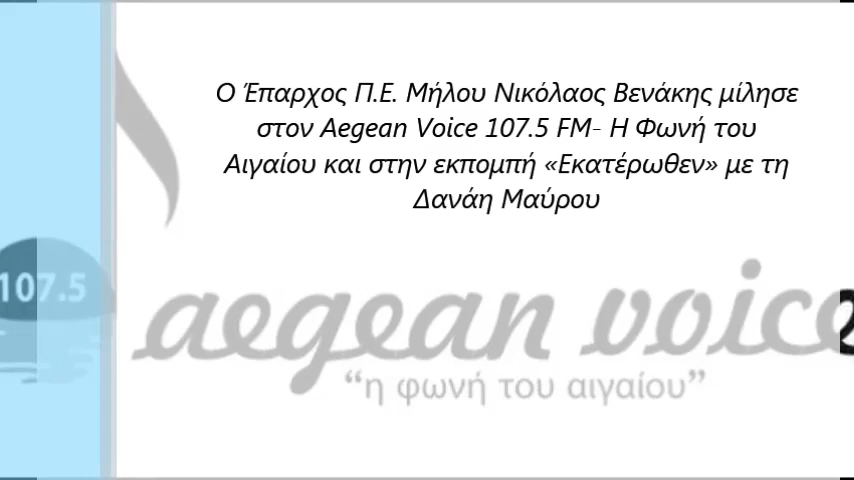 Ο Έπαρχος Π.Ε. Μήλου Νικόλαος Βενάκης μίλησε
στον Aegean Voice 107.5 FM- Η Φωνή του
Αιγαίου και στην εκπομπή «Εκατέρωθεν» με τη
Δανάη Μαύρου
107.5
aegean voice
“η φωνή του αιγαίου”